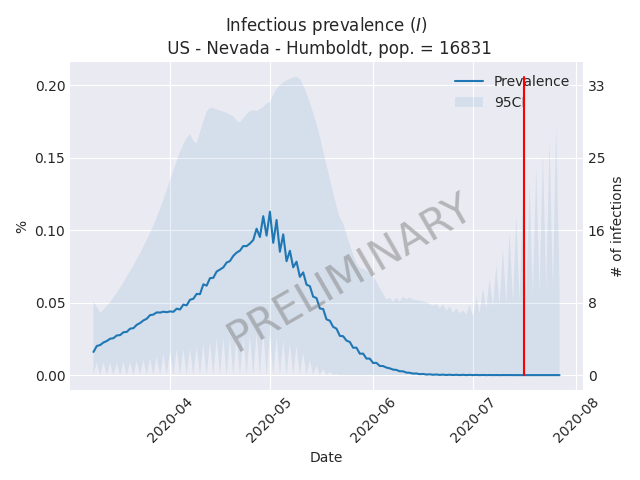 Infectious prevalence (I)
US - Nevada - Humboldt, pop. = 16831
Prevalence
95CI
0.20
0.15
0.10
0.05
0.00
%
33
25
16
8
0
# of infections
PRELIMINARY
2020-04
2020-05
2020-06
2020-07
2020-08
Date